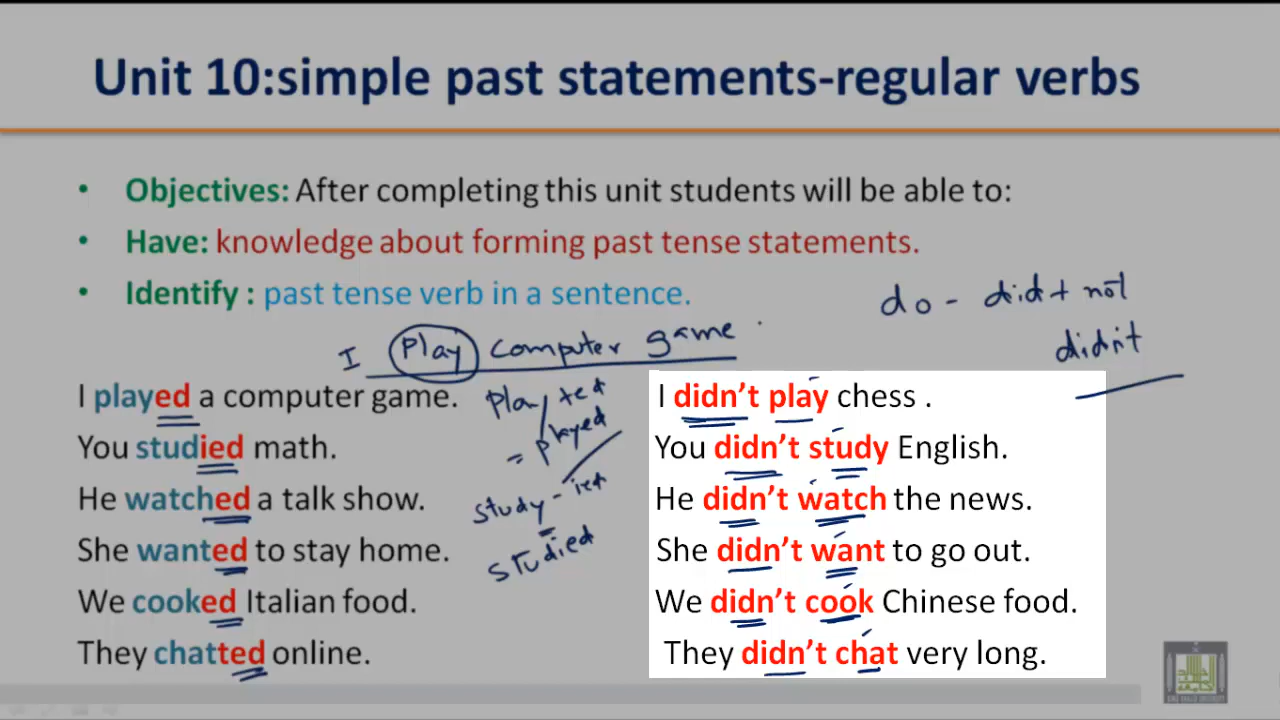 Unit 10:simple past statements-regular verbs
• Objectives: After completing this unit students will be able to:
• Have: knowledge about forming past tense statements.
• Identify : past tense verb in a sentence.
do - did + not
didn't
I play computer game
I played a computer game.
You studied math.
He watched a talk show.
She wanted to stay home.
We cooked Italian food.
They chatted online.
play + ed
= played
study - ied
studied
I didn't play chess .
You didn't study English.
He didn't watch the news.
She didn't want to go out.
We didn't cook Chinese food.
They didn't chat very long.